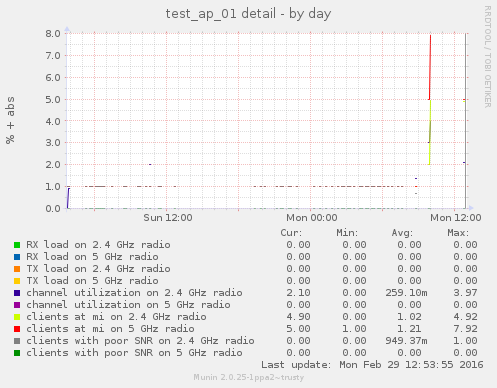 test_ap_01 detail - by day
RRDTOOL / TOBI OETIKER
% + abs
8.0
6.0
5.0
4.0
3.0
2.0
1.0
0.0
Sun 12:00 Mon 00:00 Mon 12:00
Cur: Min: Avg: Max:
RX load on 2.4 GHz radio 0.00 0.00 0.00 0.00
RX load on 5 GHz radio 0.00 0.00 0.00 0.00
TX load on 2.4 GHz radio 0.00 0.00 0.00 0.00
TX load on 5 GHz radio 0.00 0.00 0.00 0.00
channel utilization on 2.4 GHz radio 2.10 0.00 259.10m 3.97
channel utilization on 5 GHz radio 0.00 0.00 0.00 0.00
clients at mi on 2.4 GHz radio 4.90 0.00 1.02 4.92
clients at mi on 5 GHz radio 5.00 1.00 1.21 7.92
clients with poor SNR on 2.4 GHz radio 0.00 0.00 949.37m 1.00
clients with poor SNR on 5 GHz radio 0.00 0.00 0.00 0.00
Last update: Mon Feb 29 12:53:55 2016
Munin 2.0.25-1ppa2~trusty